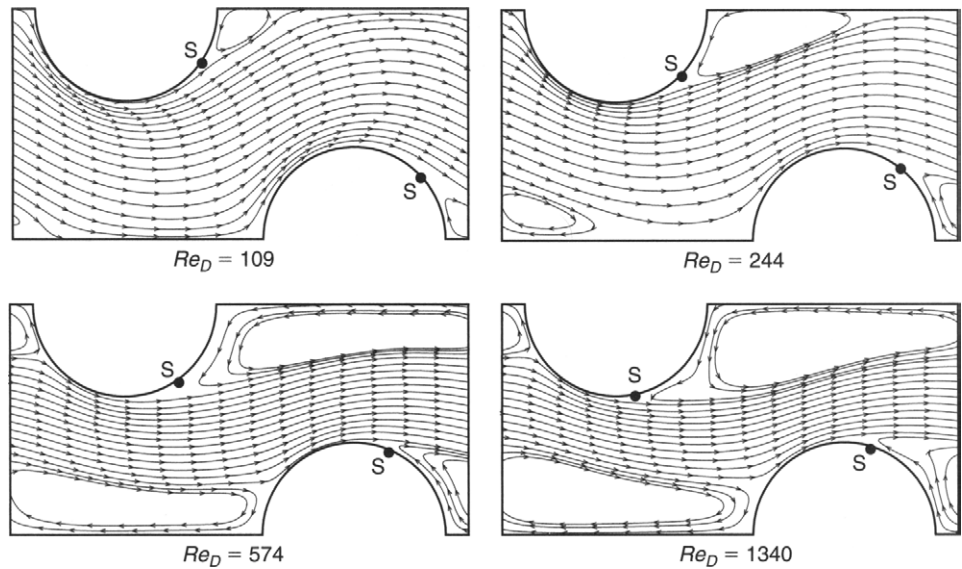 S
S
Re_D = 109
S
S
Re_D = 244
S
S
Re_D = 574
S
S
Re_D = 1340